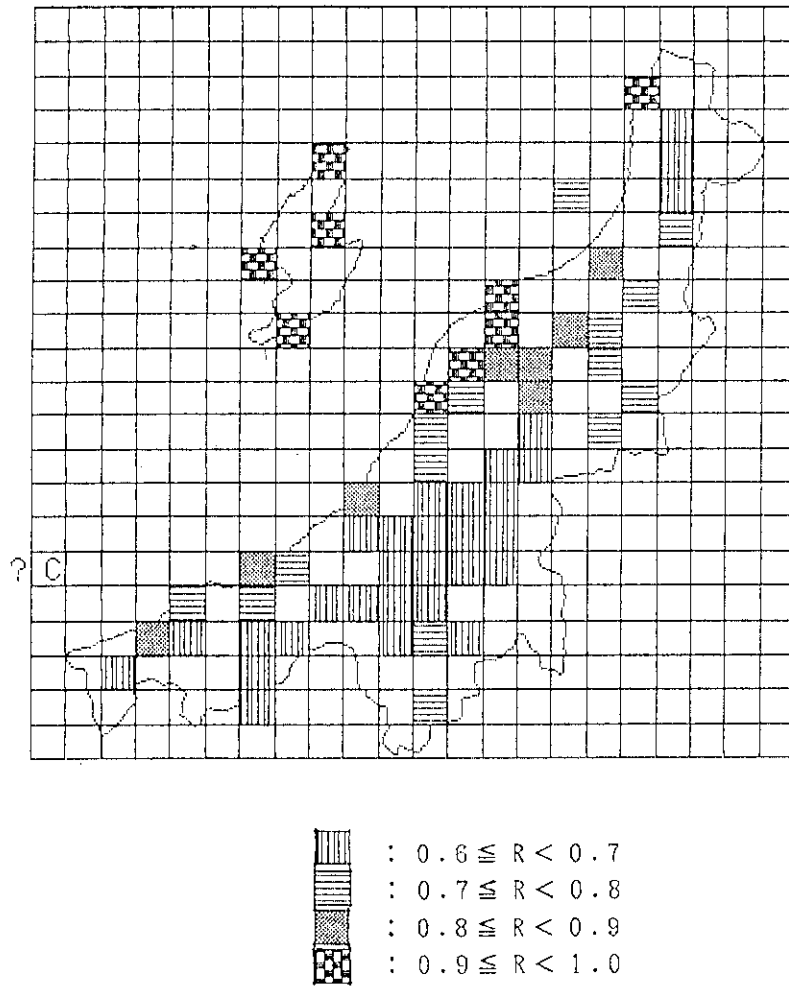 ? C
: 0.6 ≦ R < 0.7
: 0.7 ≦ R < 0.8
: 0.8 ≦ R < 0.9
: 0.9 ≦ R < 1.0